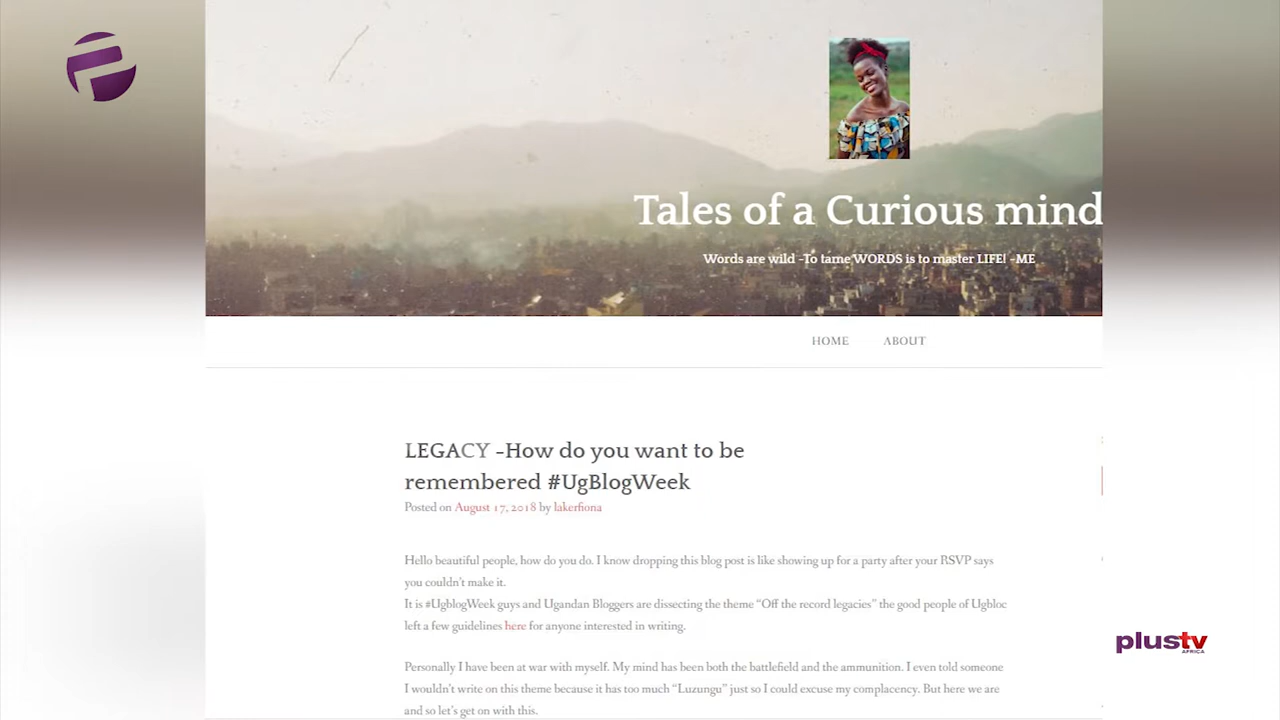 Tales of a Curious mind
Words are wild -To tame WORDS is to master LIFE! -ME
HOME ABOUT
LEGACY -How do you want to be
remembered #UgBlogWeek
Posted on August 17, 2018 by lakerfiona
Hello beautiful people, how do you do. I know dropping this blog post is like showing up for a party after your RSVP says
you couldn't make it.
It is #UgblogWeek guys and Ugandan Bloggers are dissecting the theme “Off the record legacies” the good people of Ugbloc
left a few guidelines here for anyone interested in writing.
Personally I have been at war with myself. My mind has been both the battlefield and the ammunition. I even told someone
I wouldn't write on this theme because it has too much “Luzungu” just so I could excuse my complacency. But here we are
and so let's get on with this.
plustv
AFRICA